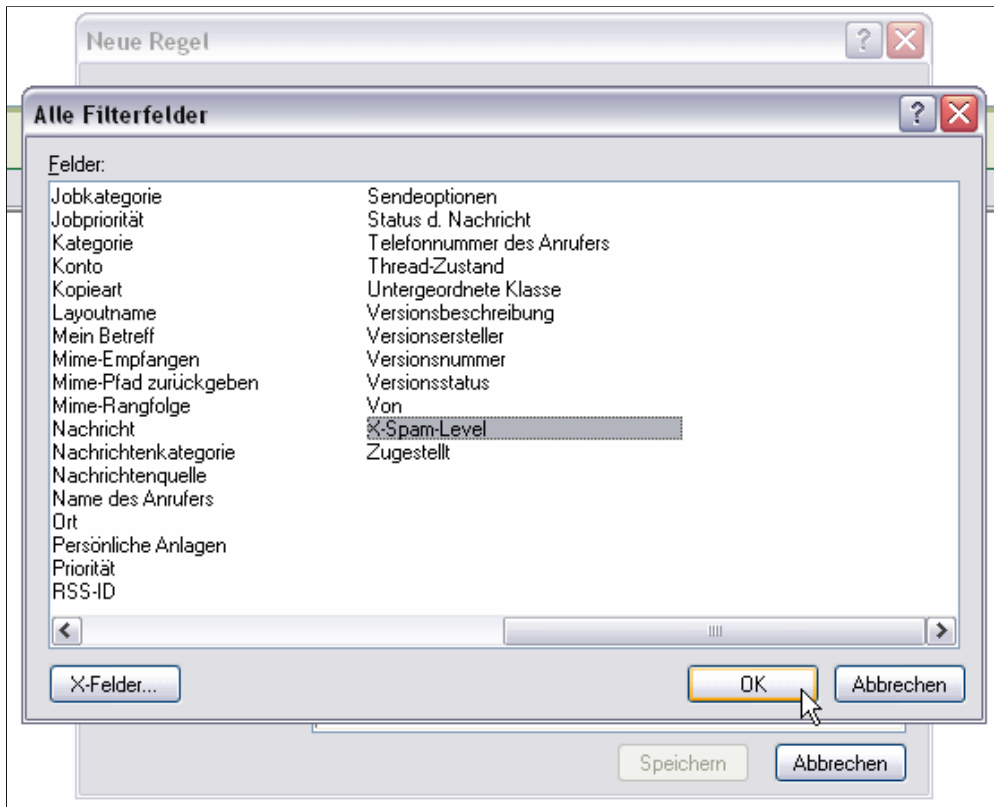 Neue Regel
Alle Filterfelder
Felder:
Jobkategorie
Jobpriorität
Kategorie
Konto
Kopieart
Layoutname
Mein Betreff
Mime-Empfangen
Mime-Pfad zurückgeben
Mime-Rangfolge
Nachricht
Nachrichtenkategorie
Nachrichtenquelle
Name des Anrufers
Ort
Persönliche Anlagen
Priorität
RSS-ID
Sendeoptionen
Status d. Nachricht
Telefonnummer des Anrufers
Thread-Zustand
Untergeordnete Klasse
Versionsbeschreibung
Versionsersteller
Versionsnummer
Versionsstatus
Von
X-Spam-Level
Zugestellt
X-Felder... OK Abbrechen
Speichern Abbrechen